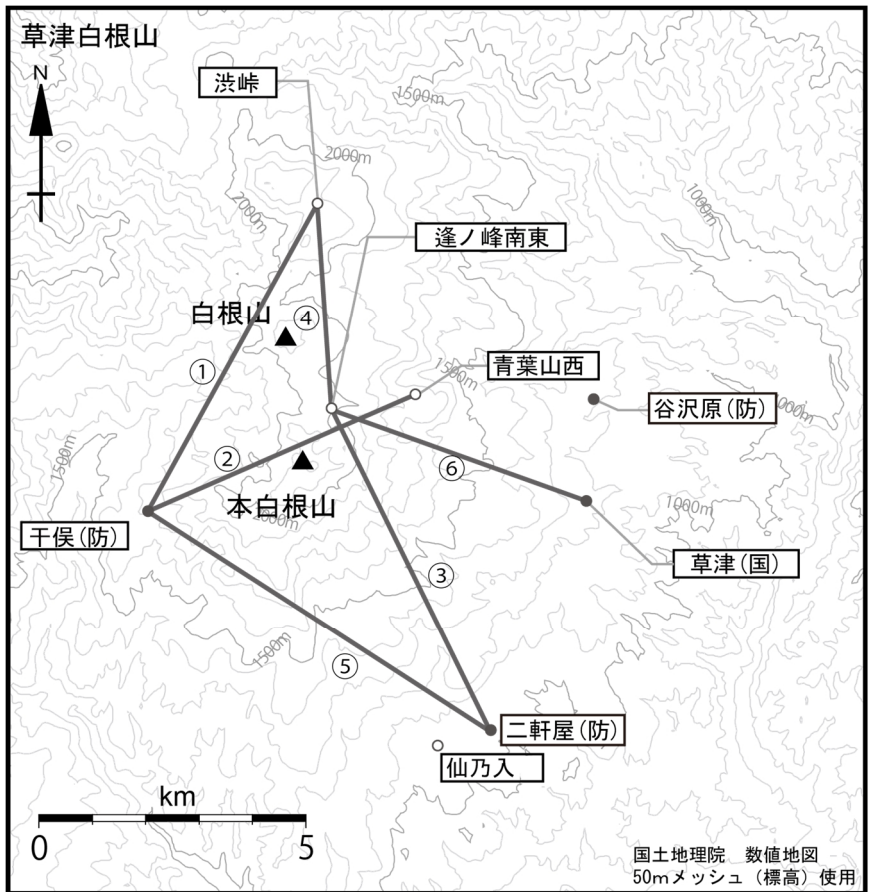 草津白根山
N
渋峠
1500m
2000m
2000m
1000m
逢ノ峰南東
白根山
④
①
青葉山西
1500m
谷沢原(防)
1000m
②
⑥
1500m
本白根山
2000m
1000m
干俣(防)
草津(国)
③
1500m
⑤
二軒屋(防)
仙乃入
km
0 5
国土地理院 数値地図
50mメッシュ(標高)使用